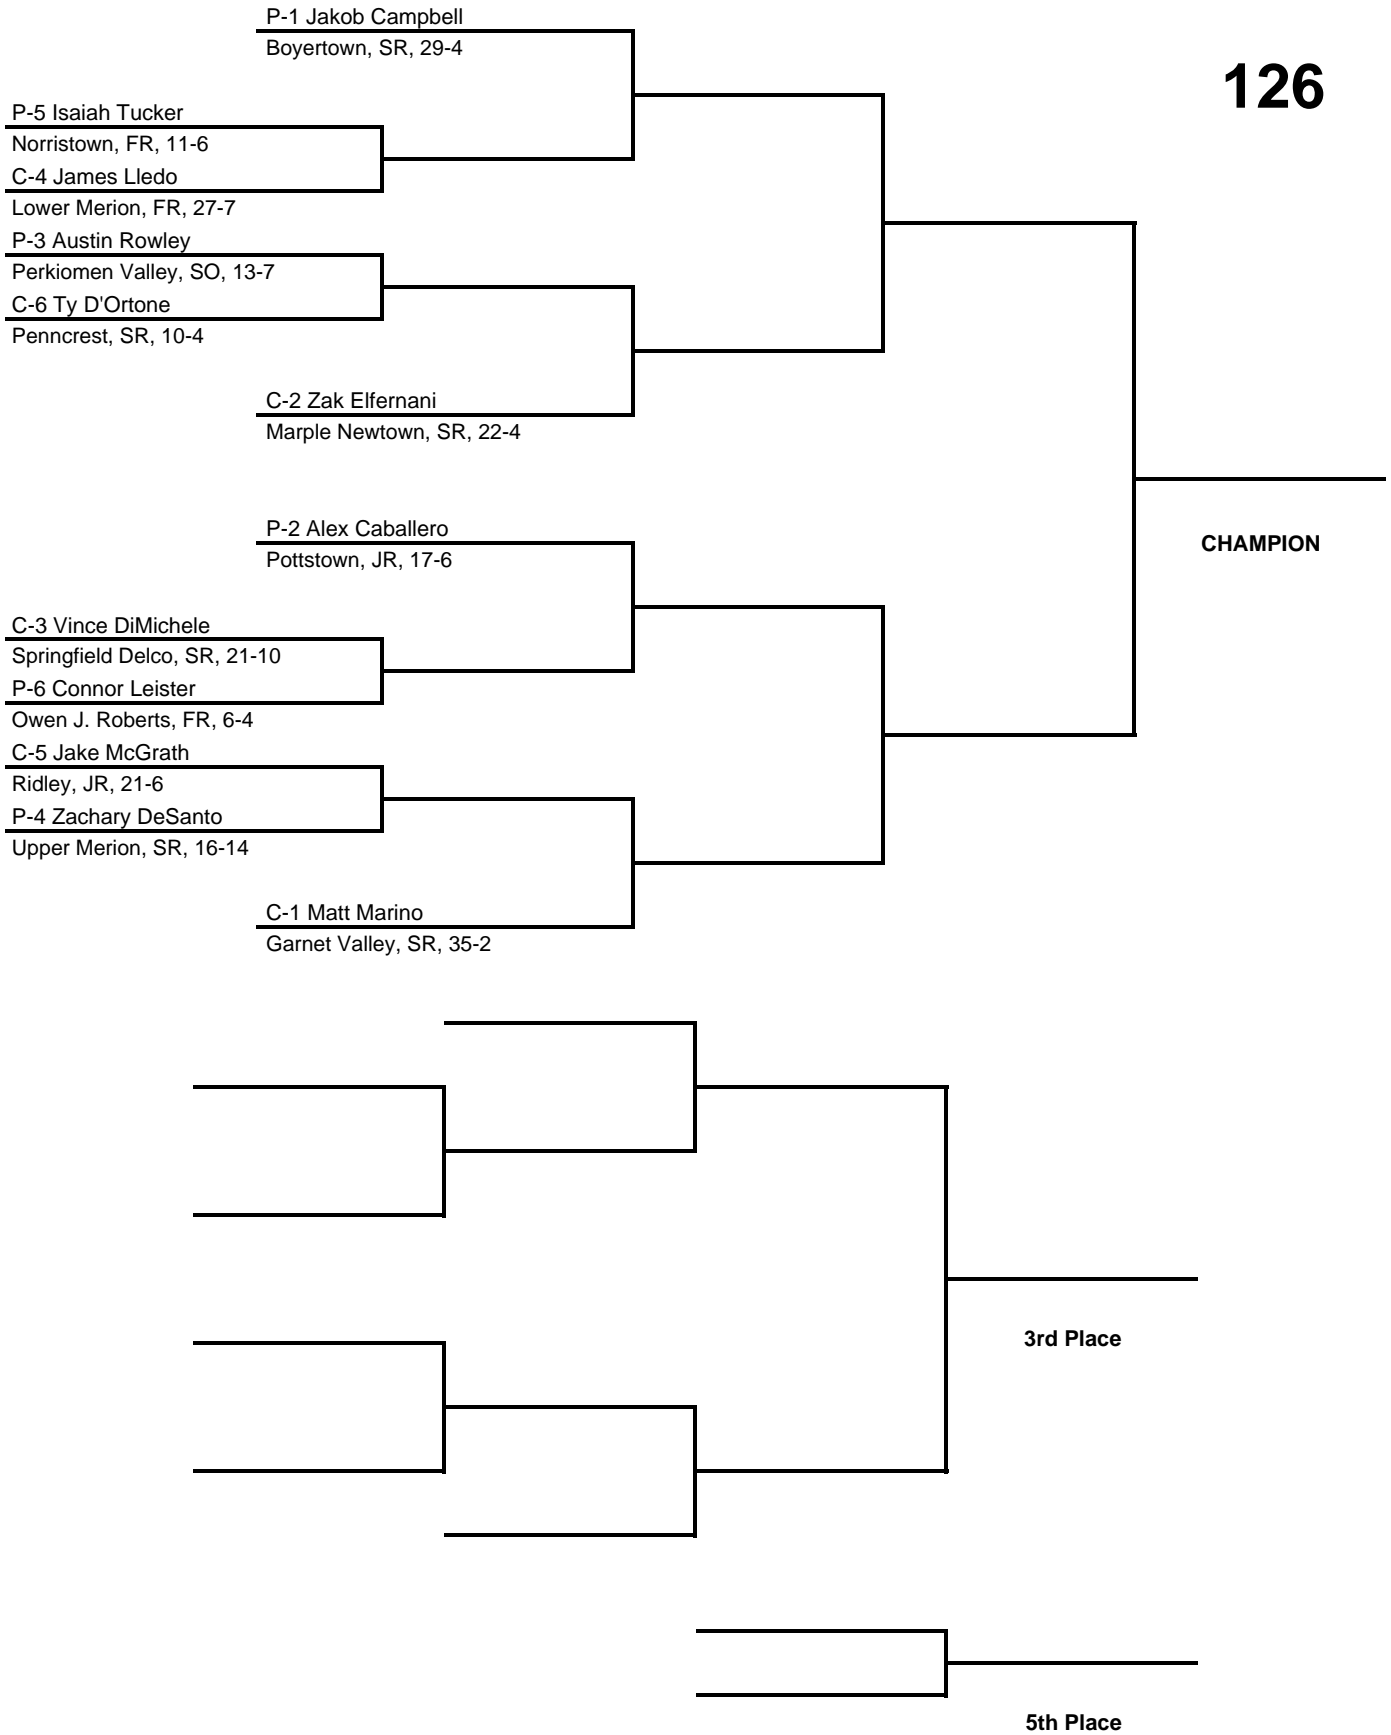 P-1 Jakob Campbell
Boyertown, SR, 29-4
126
P-5 Isaiah Tucker
Norristown, FR, 11-6
C-4 James Lledo
Lower Merion, FR, 27-7
P-3 Austin Rowley
Perkiomen Valley, SO, 13-7
C-6 Ty D'Ortone
Penncrest, SR, 10-4
C-2 Zak Elfernani
Marple Newtown, SR, 22-4
P-2 Alex Caballero
Pottstown, JR, 17-6
CHAMPION
C-3 Vince DiMichele
Springfield Delco, SR, 21-10
P-6 Connor Leister
Owen J. Roberts, FR, 6-4
C-5 Jake McGrath
Ridley, JR, 21-6
P-4 Zachary DeSanto
Upper Merion, SR, 16-14
C-1 Matt Marino
Garnet Valley, SR, 35-2
3rd Place
5th Place